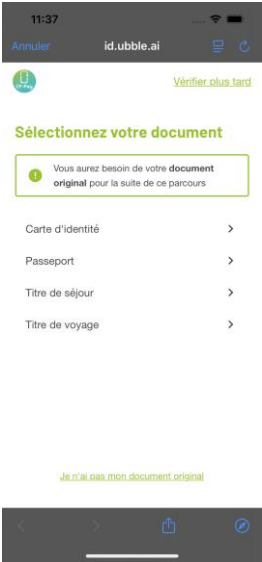 11:37
Annuler
id.ubble.ai
Vérifier plus tard
Sélectionnez votre document
Vous aurez besoin de votre document
original pour la suite de ce parcours
Carte d'identité
Passeport
Titre de séjour
Titre de voyage
Je n'ai pas mon document original